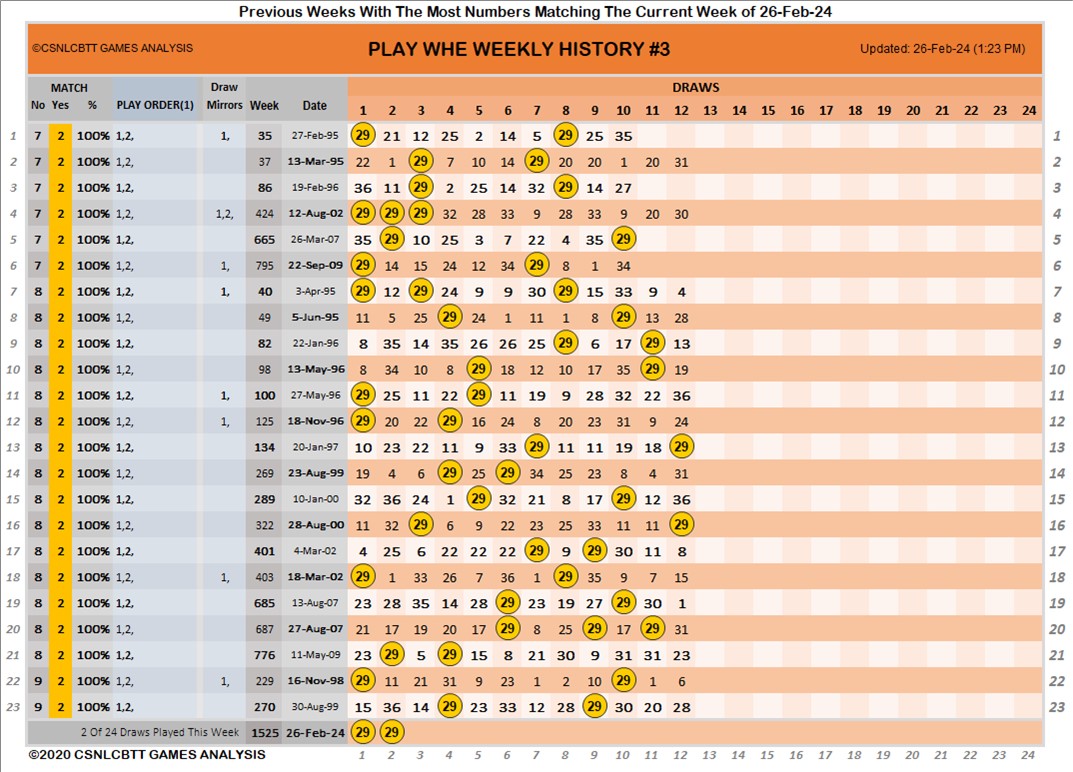 Previous Weeks With The Most Numbers Matching The Current Week of 26-Feb-24
©CSNLCBTT GAMES ANALYSIS PLAY WHE WEEKLY HISTORY #3 Updated: 26-Feb-24 (1:23 PM)
MATCH Draw DRAWS
No Yes % PLAY ORDER(1) Mirrors Week Date 1 2 3 4 5 6 7 8 9 10 11 12 13 14 15 16 17 18 19 20 21 22 23 24
1 7 2 100% 1,2, 1, 35 27-Feb-95 29 21 12 25 2 14 5 29 25 35 1
2 7 2 100% 1,2, 37 13-Mar-95 22 1 29 7 10 14 29 20 20 1 20 31 2
3 7 2 100% 1,2, 86 19-Feb-96 36 11 29 2 25 14 32 29 14 27 3
4 7 2 100% 1,2, 1,2, 424 12-Aug-02 29 29 29 32 28 33 9 28 33 9 20 30 4
5 7 2 100% 1,2, 665 26-Mar-07 35 29 10 25 3 7 22 4 35 29 5
6 7 2 100% 1,2, 1, 795 22-Sep-09 29 14 15 24 12 34 29 8 1 34 6
7 8 2 100% 1,2, 1, 40 3-Apr-95 29 12 29 24 9 9 30 29 15 33 9 4 7
8 8 2 100% 1,2, 49 5-Jun-95 11 5 25 29 24 1 11 1 8 29 13 28 8
9 8 2 100% 1,2, 82 22-Jan-96 8 35 14 35 26 26 25 29 6 17 29 13 9
10 8 2 100% 1,2, 98 13-May-96 8 34 10 8 29 18 12 10 17 35 29 19 10
11 8 2 100% 1,2, 1, 100 27-May-96 29 25 11 22 29 11 19 9 28 32 22 36 11
12 8 2 100% 1,2, 1, 125 18-Nov-96 29 20 22 29 16 24 8 20 23 31 9 24 12
13 8 2 100% 1,2, 134 20-Jan-97 10 23 22 11 9 33 29 11 11 19 18 29 13
14 8 2 100% 1,2, 269 23-Aug-99 19 4 6 29 25 29 34 25 23 8 4 31 14
15 8 2 100% 1,2, 289 10-Jan-00 32 36 24 1 29 32 21 8 17 29 12 36 15
16 8 2 100% 1,2, 322 28-Aug-00 11 32 29 6 9 22 23 25 33 11 11 29 16
17 8 2 100% 1,2, 401 4-Mar-02 4 25 6 22 22 22 29 9 29 30 11 8 17
18 8 2 100% 1,2, 1, 403 18-Mar-02 29 1 33 26 7 36 1 29 35 9 7 15 18
19 8 2 100% 1,2, 685 13-Aug-07 23 28 35 14 28 29 23 19 27 29 30 1 19
20 8 2 100% 1,2, 687 27-Aug-07 21 17 19 20 17 29 8 25 29 17 29 31 20
21 8 2 100% 1,2, 776 11-May-09 23 29 5 29 15 8 21 30 9 31 31 23 21
22 9 2 100% 1,2, 1, 229 16-Nov-98 29 11 21 31 9 23 1 2 10 29 1 6 22
23 9 2 100% 1,2, 270 30-Aug-99 15 36 14 29 23 33 12 28 29 30 20 28 23
2 Of 24 Draws Played This Week 1525 26-Feb-24 29 29
©2020 CSNLCBTT GAMES ANALYSIS 1 2 3 4 5 6 7 8 9 10 11 12 13 14 15 16 17 18 19 20 21 22 23 24